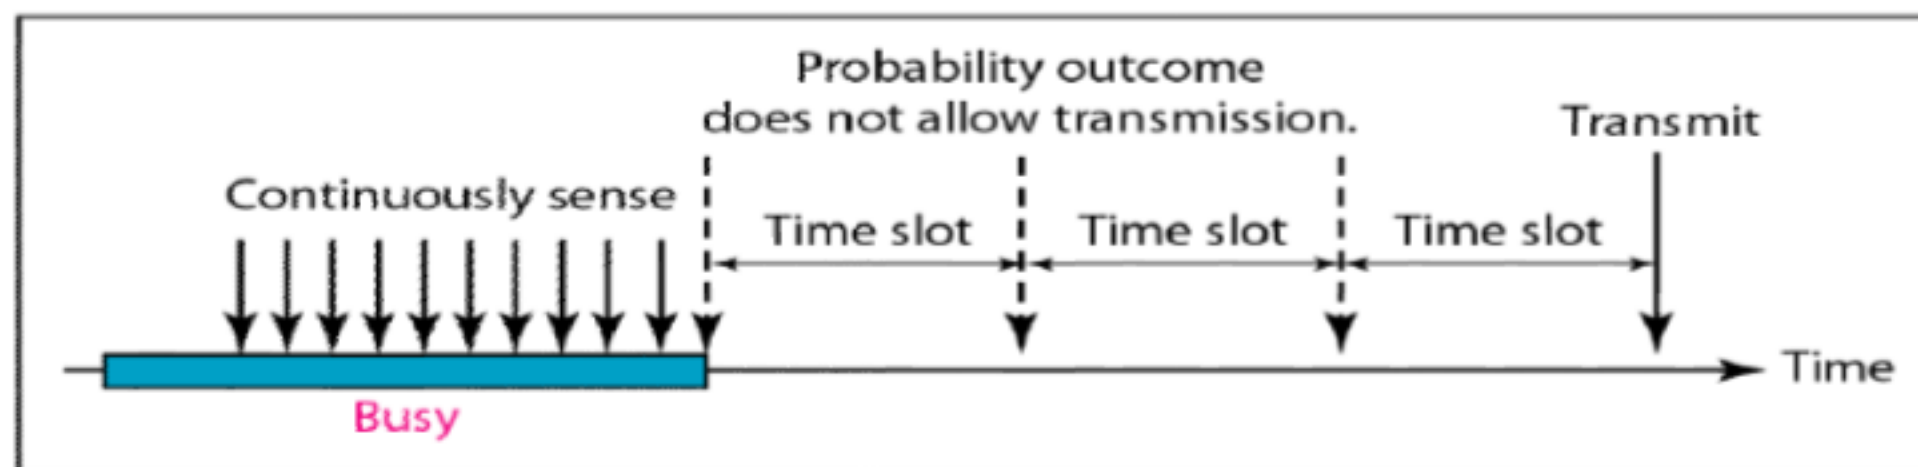 Probability outcome
does not allow transmission.
Transmit
Continuously sense
Time slot
Time slot
Time slot
Time
Busy